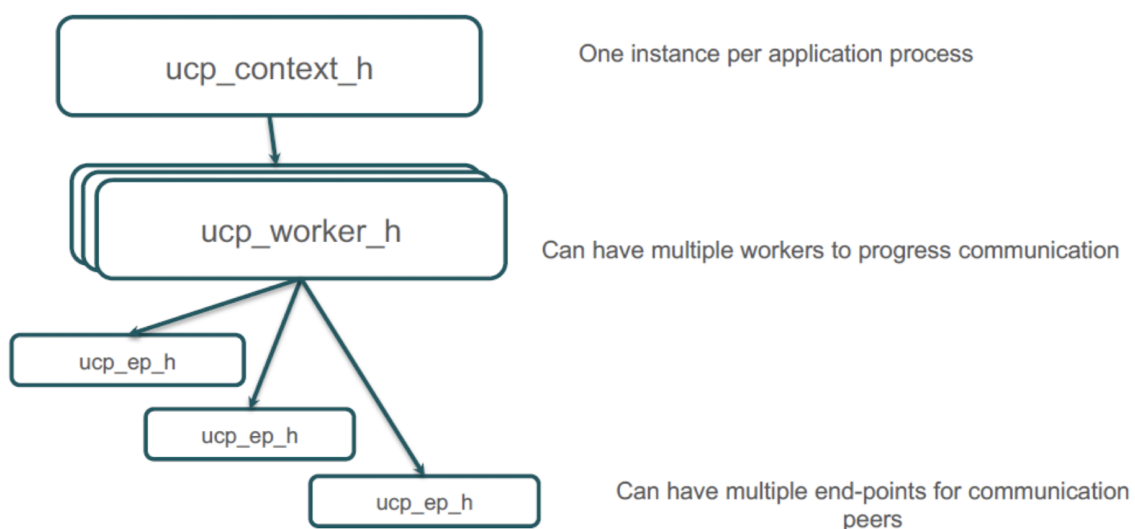 ucp_context_h
One instance per application process
ucp_worker_h
Can have multiple workers to progress communication
ucp_ep_h
ucp_ep_h
ucp_ep_h
Can have multiple end-points for communication
peers